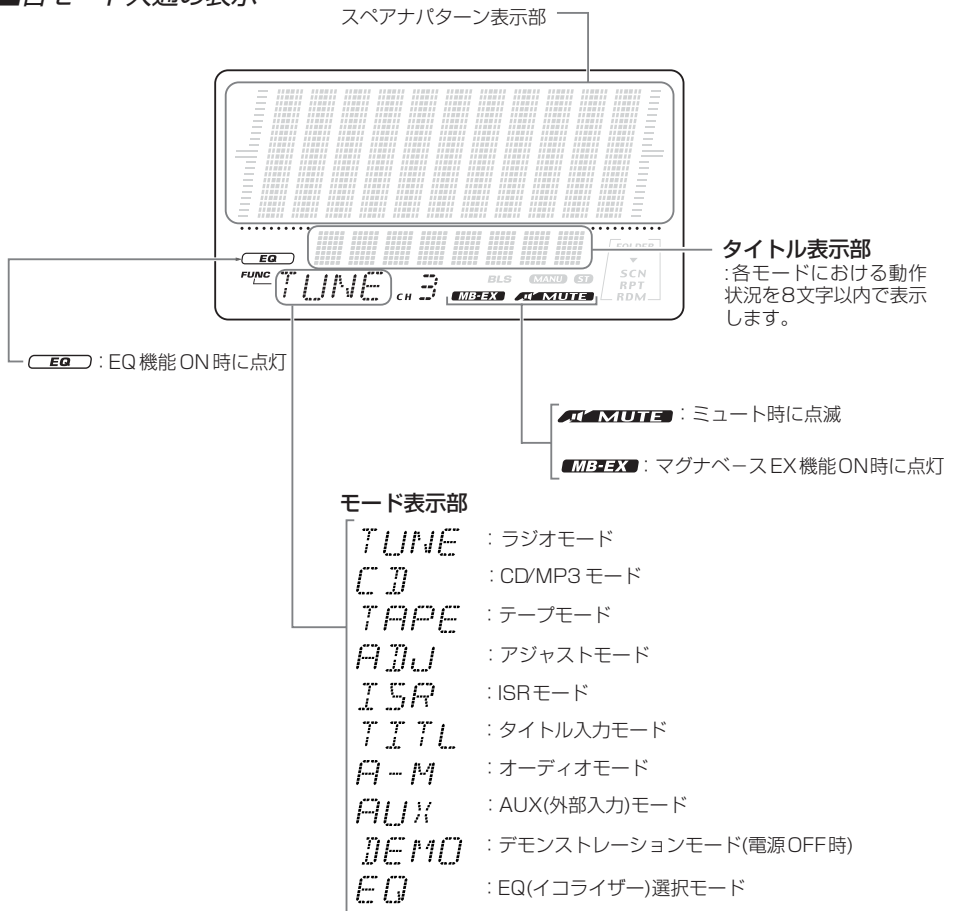 各モード共通の表示
スペアナパターン表示部
EQ
FUNC
TUNE
CH 3
BLS MANU ST
MB-EX MUTE
FOLDER
SCN
RPT
RDM
タイトル表示部
:各モードにおける動作
状況を8文字以内で表示
します。
EQ:EQ機能ON時に点灯
MUTE:ミュート時に点滅
MB-EX:マグナベースEX機能ON時に点灯
モード表示部
TUNE:ラジオモード
CD:CD/MP3モード
TAPE:テープモード
ADJ:アジャストモード
ISR:ISRモード
TITL:タイトル入力モード
A-M:オーディオモード
AUX:AUX(外部入力)モード
DEMO:デモンストレーションモード(電源OFF時)
EQ:EQ(イコライザー)選択モード